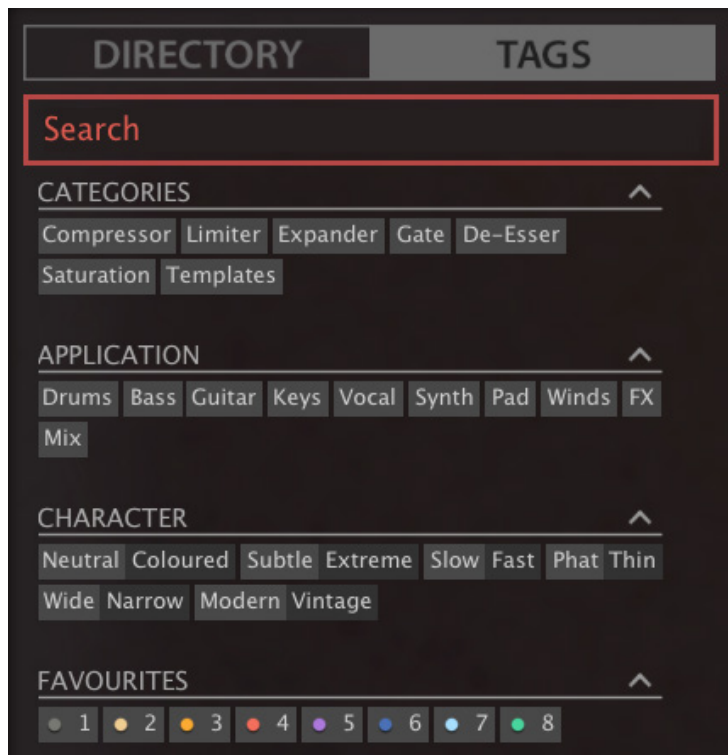 DIRECTORY TAGS
Search
CATEGORIES
Compressor Limiter Expander Gate De-Esser
Saturation Templates
APPLICATION
Drums Bass Guitar Keys Vocal Synth Pad Winds FX
Mix
CHARACTER
Neutral Coloured Subtle Extreme Slow Fast Phat Thin
Wide Narrow Modern Vintage
FAVOURITES
1 2 3 4 5 6 7 8